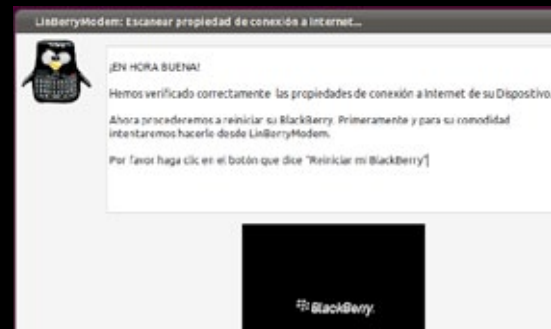 LinBerryModem: Escanear propiedad de conexión a Internet...
¡EN HORA BUENA!
Hemos verificado correctamente las propiedades de conexión a Internet de su Dispositivo.
Ahora procederemos a reiniciar su BlackBerry. Primeramente y para su comodidad
intentaremos hacerlo desde LinBerryModem.
Por favor haga clic en el botón que dice "Reiniciar mi BlackBerry"
BlackBerry.